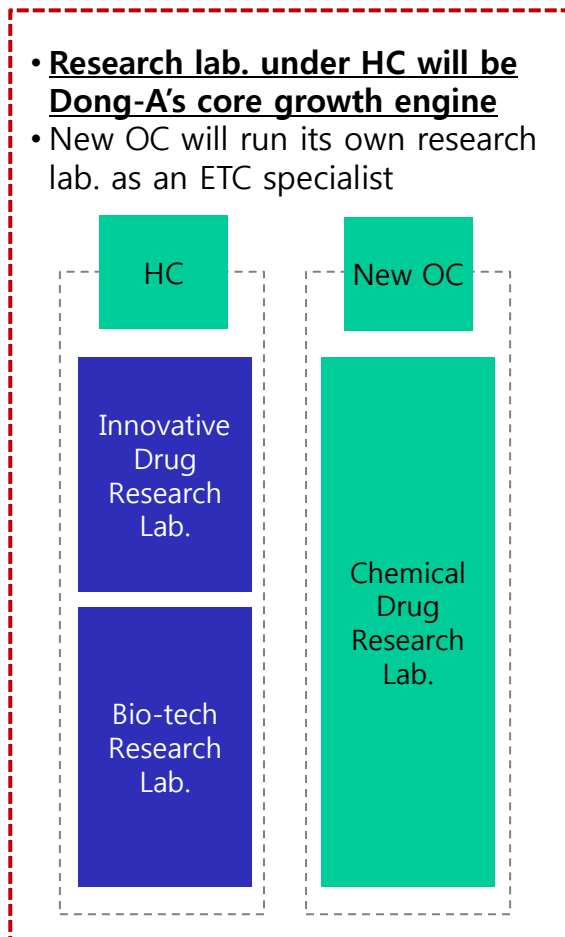 • Research lab. under HC will be
Dong-A’s core growth engine
• New OC will run its own research
lab. as an ETC specialist
HC
Innovative
Drug
Research
Lab.
Bio-tech
Research
Lab.
New OC
Chemical
Drug
Research
Lab.